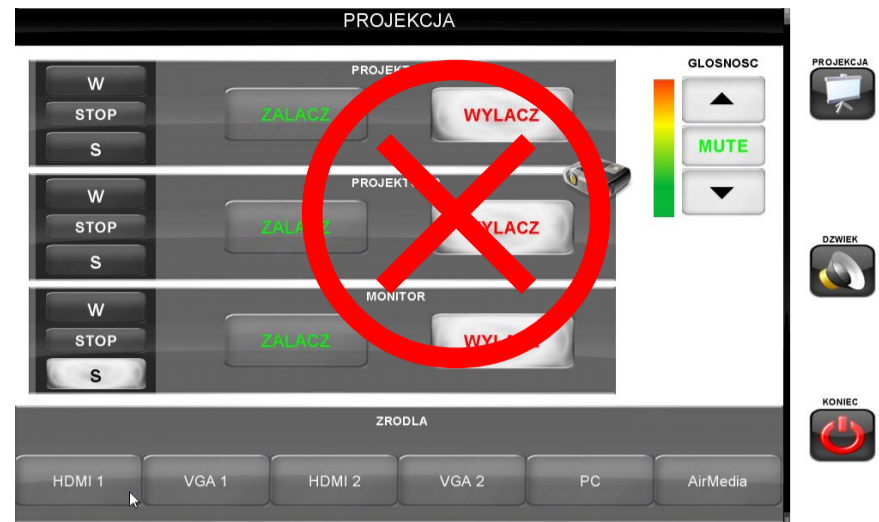 PROJEKCJA
W
STOP
S
ZALACZ
WYLACZ
W
STOP
S
WYLACZ
MONITOR
W
STOP
S
ZALACZ
GLOSNOSC
MUTE
PROJEKCJA
DZWIEK
KONIEC
ZRODLA
HDMI 1
VGA 1
HDMI 2
VGA 2
PC
AirMedia